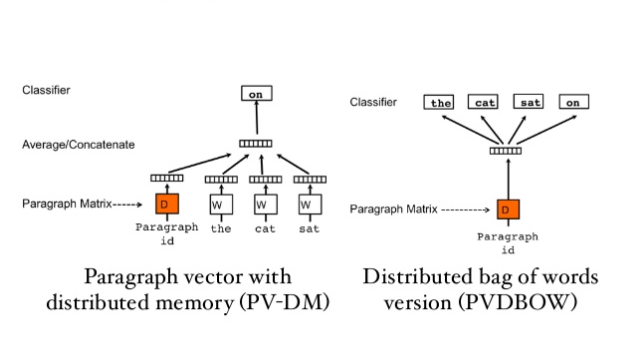 Classifier
on
Average/Concatenate
Paragraph Matrix----->
D W W W
Paragraph the cat sat
id
Paragraph vector with
distributed memory (PV-DM)
Classifier the cat sat on
Paragraph Matrix ---------->
D
Paragraph
id
Distributed bag of words
version (PVDBOW)